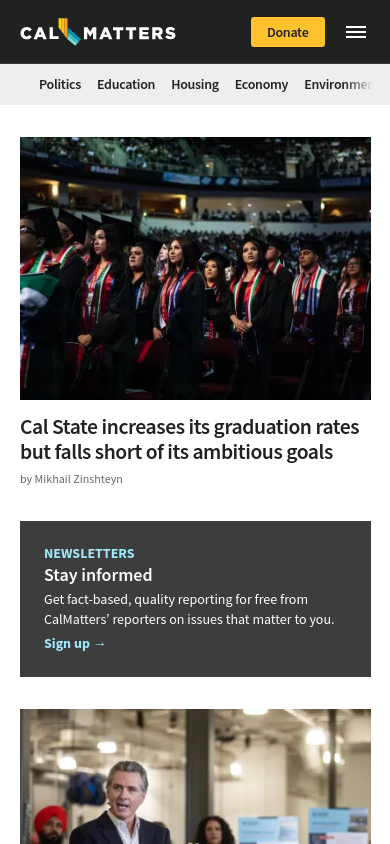 CAL MATTERS
Donate
Politics Education Housing Economy Environmen
Cal State increases its graduation rates
but falls short of its ambitious goals
by Mikhail Zinshteyn
NEWSLETTERS
Stay informed
Get fact-based, quality reporting for free from
CalMatters’ reporters on issues that matter to you.
Sign up →